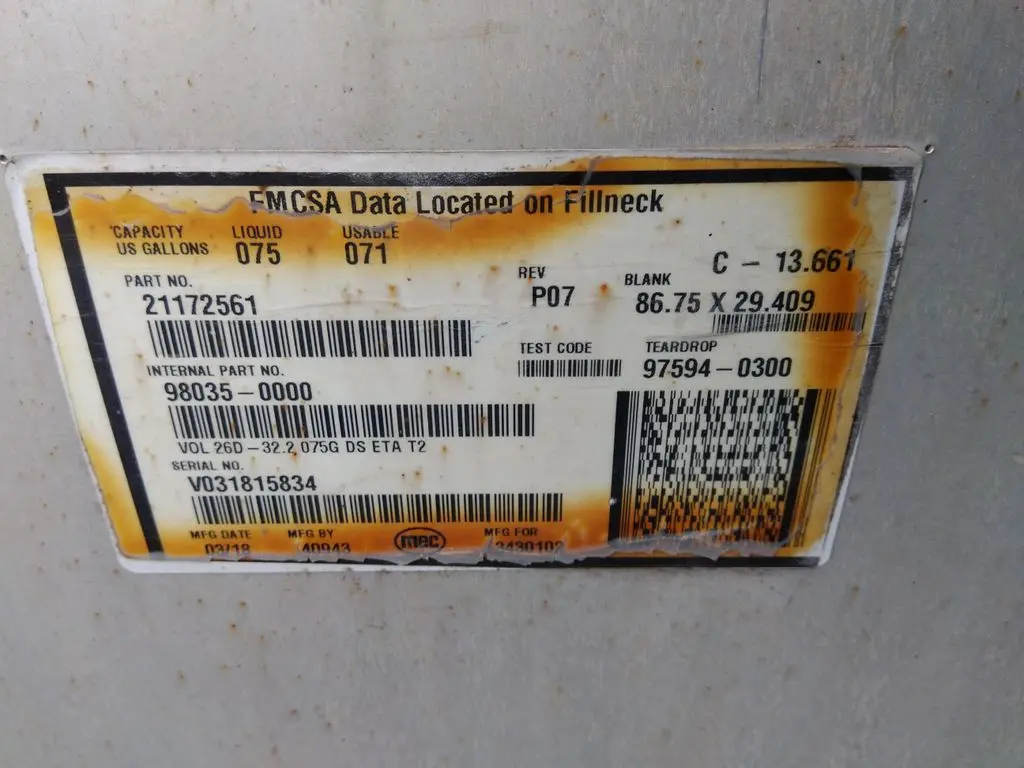 FMCSA Data Located on Fillneck
CAPACITY US GALLONS
LIQUID 075
USABLE 071
C - 13.661
PART NO.
21172561
REV
P07
BLANK
86.75 X 29.409
INTERNAL PART NO.
98035-0000
TEST CODE
TEARDROP
97594-0300
VOL 26D-32.2 075G DS ETA T2
SERIAL NO.
V031815834
MFG DATE
03/18
MFG BY
40943
mec
MFG FOR